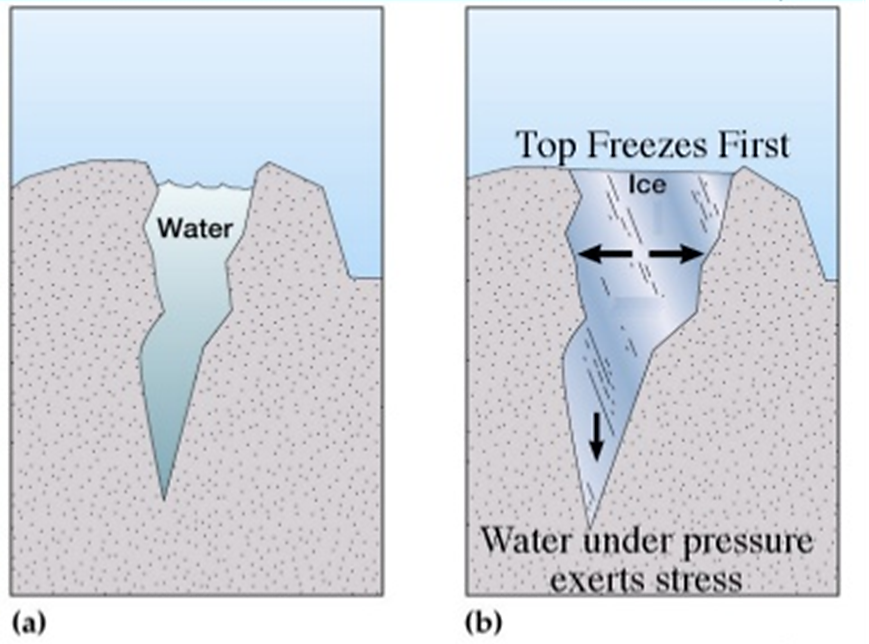 Water
Top Freezes First
Ice
Water under pressure
exerts stress
(a)
(b)